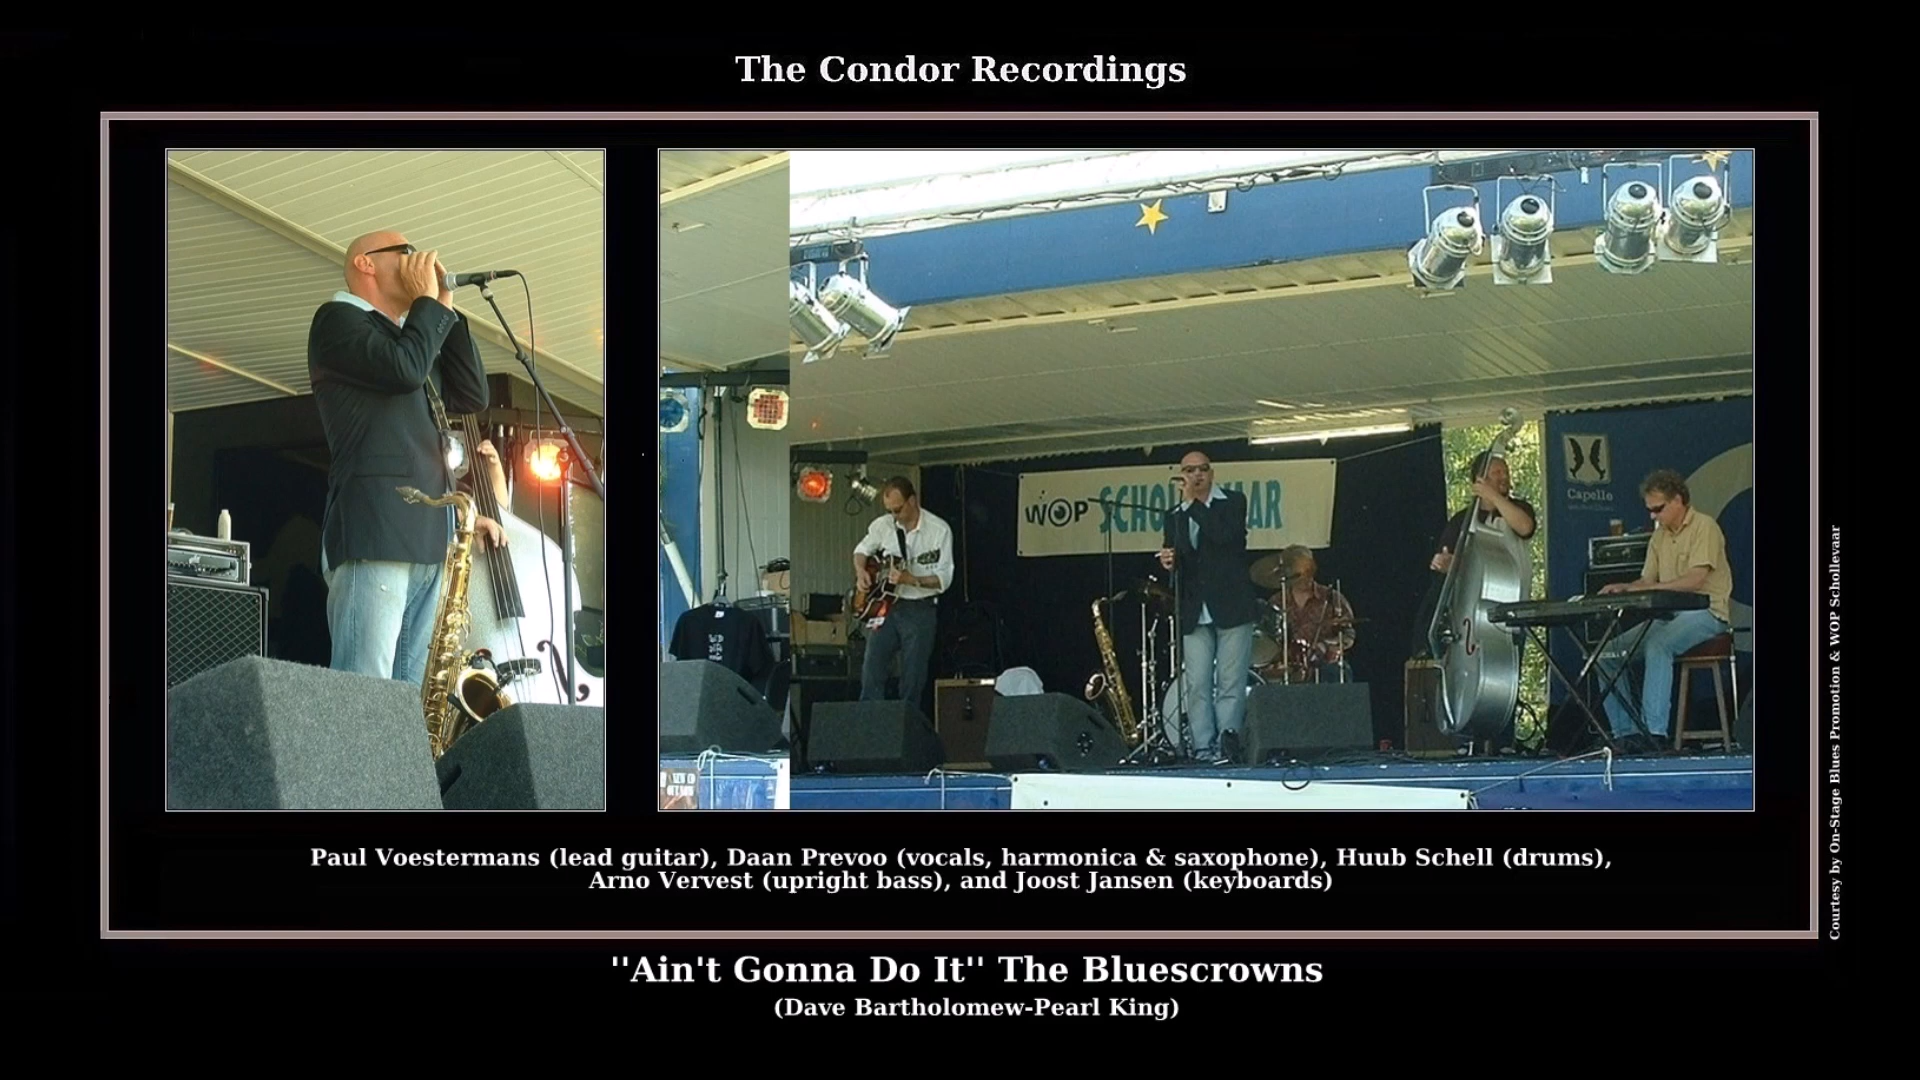 The Condor Recordings
WOP SCHOLLEVAAR
Capelle
Paul Voestermans (lead guitar), Daan Prevoo (vocals, harmonica & saxophone), Huub Schell (drums),
Arno Vervest (upright bass), and Joost Jansen (keyboards)
Courtesy by On-Stage Blues Promotion & WOP Schollevaar
''Ain't Gonna Do It'' The Bluescrowns
(Dave Bartholomew-Pearl King)